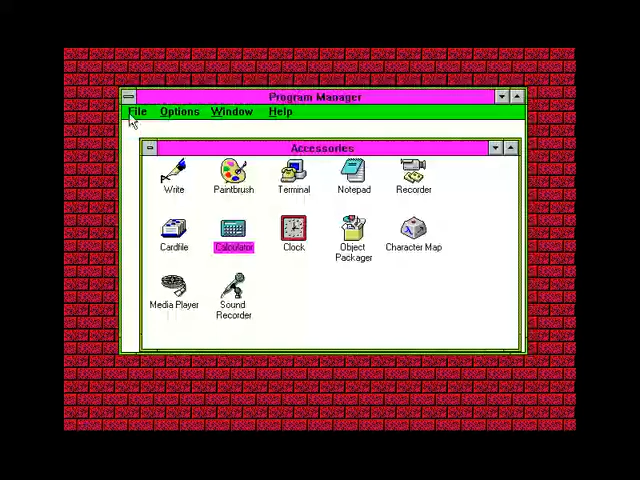 Program Manager
File Options Window Help
Accessories
Write Paintbrush Terminal Notepad Recorder
Cardfile Calculator Clock Object Packager Character Map
Media Player Sound Recorder